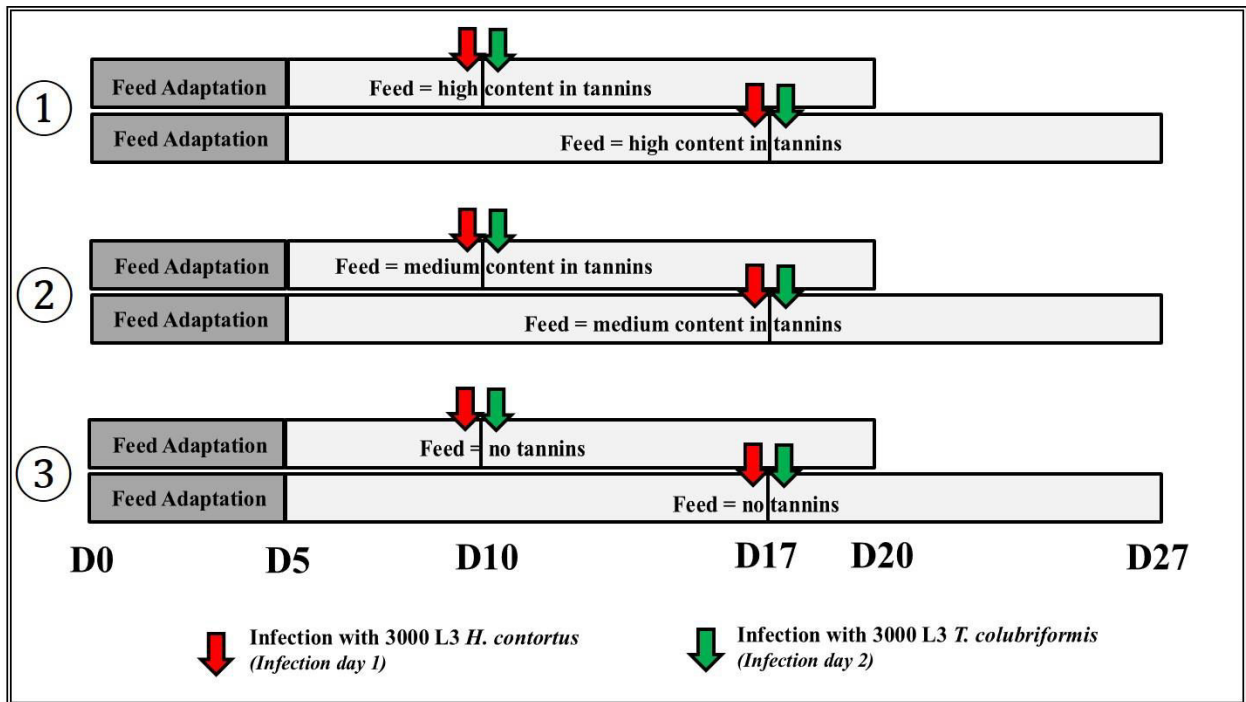 1
Feed Adaptation
Feed = high content in tannins
Feed Adaptation
Feed = high content in tannins
2
Feed Adaptation
Feed = medium content in tannins
Feed Adaptation
Feed = medium content in tannins
3
Feed Adaptation
Feed = no tannins
Feed Adaptation
Feed = no tannins
D0 D5 D10 D17 D20 D27
Infection with 3000 L3 H. contortus
(Infection day 1)
Infection with 3000 L3 T. colubriformis
(Infection day 2)